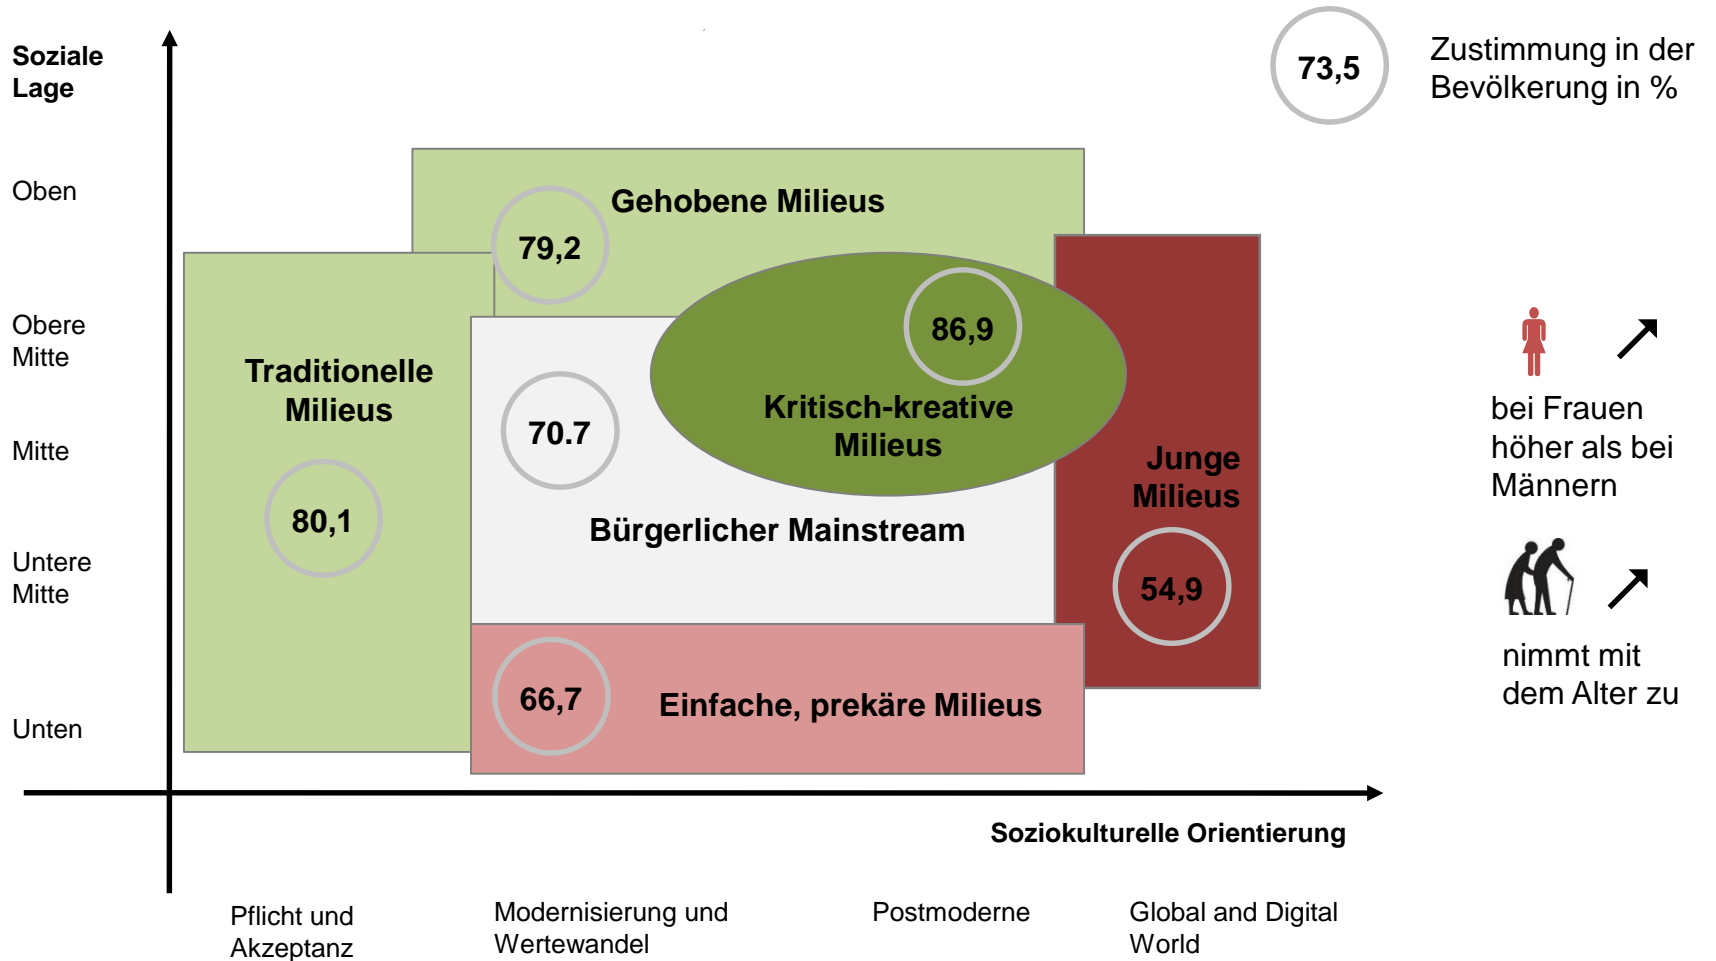 Soziale
Lage
73,5
Zustimmung in der
Bevölkerung in %
Oben
Gehobene Milieus
79,2
Obere
Mitte
86,9
Traditionelle
Milieus
Kritisch-kreative
Milieus
70.7
Mitte
Junge
Milieus
80,1
Bürgerlicher Mainstream
Untere
Mitte
54,9
66,7
Einfache, prekäre Milieus
Unten
bei Frauen
höher als bei
Männern
nimmt mit
dem Alter zu
Soziokulturelle Orientierung
Pflicht und
Akzeptanz
Modernisierung und
Wertewandel
Postmoderne
Global and Digital
World